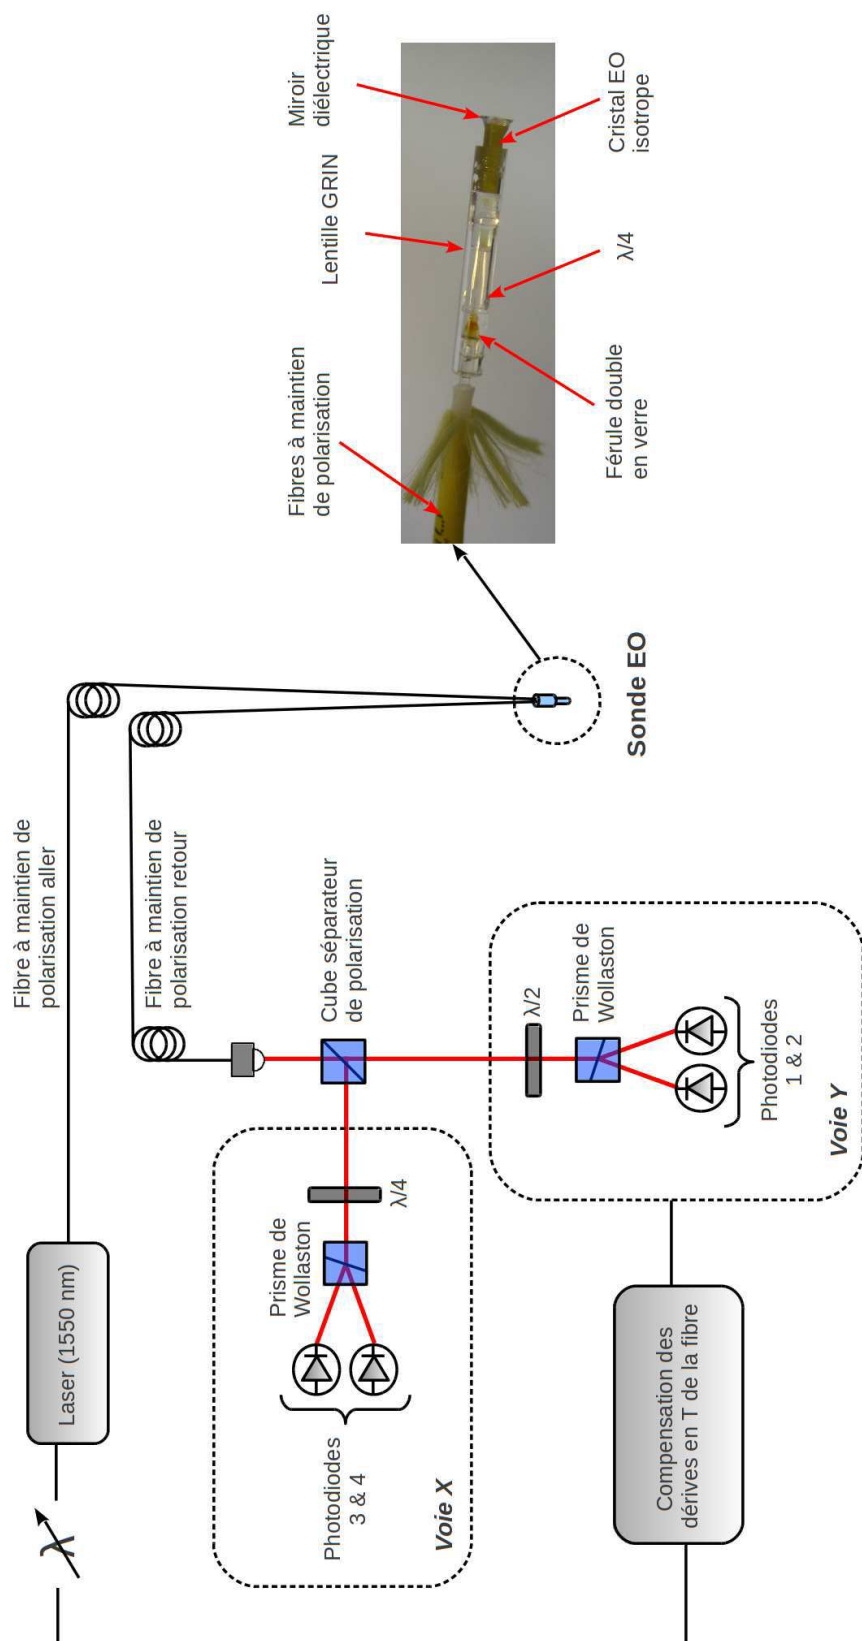 Miroir
diélectrique
Lentille GRIN
Fibres à maintien
de polarisation
Cristal EO
isotrope
λ/4
Férule double
en verre
Sonde EO
Fibre à maintien de
polarisation aller
Fibre à maintien de
polarisation retour
Cube séparateur
de polarisation
λ/2
Prisme de
Wollaston
Photodiodes
1 & 2
Voie Y
λ/4
Prisme de
Wollaston
Photodiodes
3 & 4
Voie X
Laser (1550 nm)
λ
Compensation des
dérives en T de la fibre